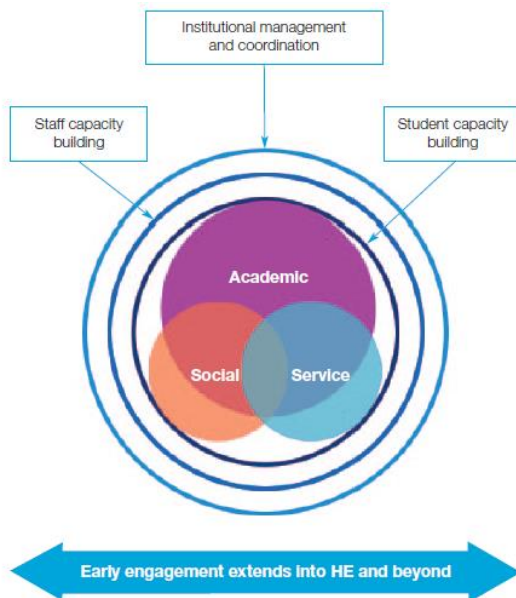 Institutional management
and coordination
Staff capacity
building
Student capacity
building
Academic
Social
Service
Early engagement extends into HE and beyond